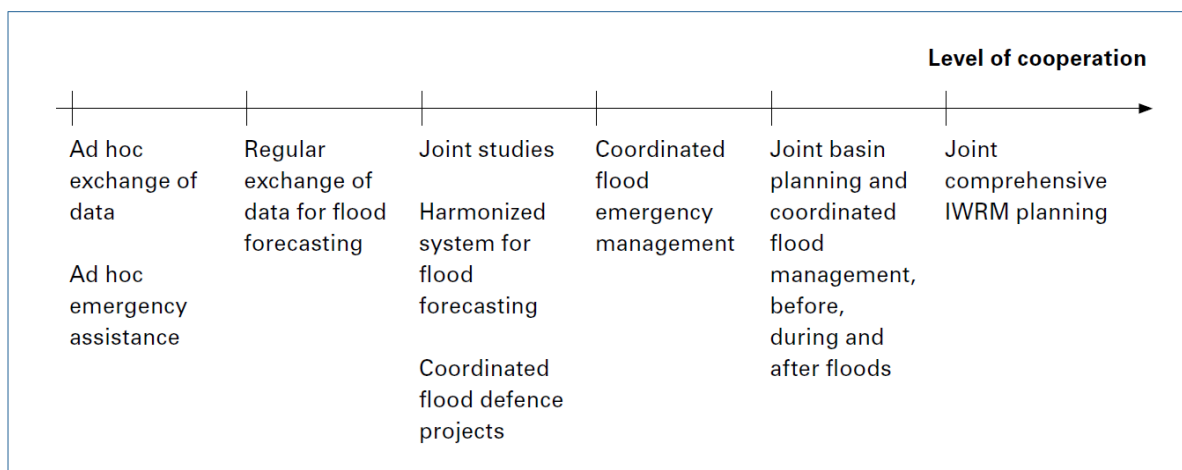 Level of cooperation
Ad hoc
exchange of
data
Ad hoc
emergency
assistance
Regular
exchange of
data for flood
forecasting
Joint studies
Harmonized
system for
flood
forecasting
Coordinated
flood defence
projects
Coordinated
flood
emergency
management
Joint basin
planning and
coordinated
flood
management,
before,
during and
after floods
Joint
comprehensive
IWRM planning